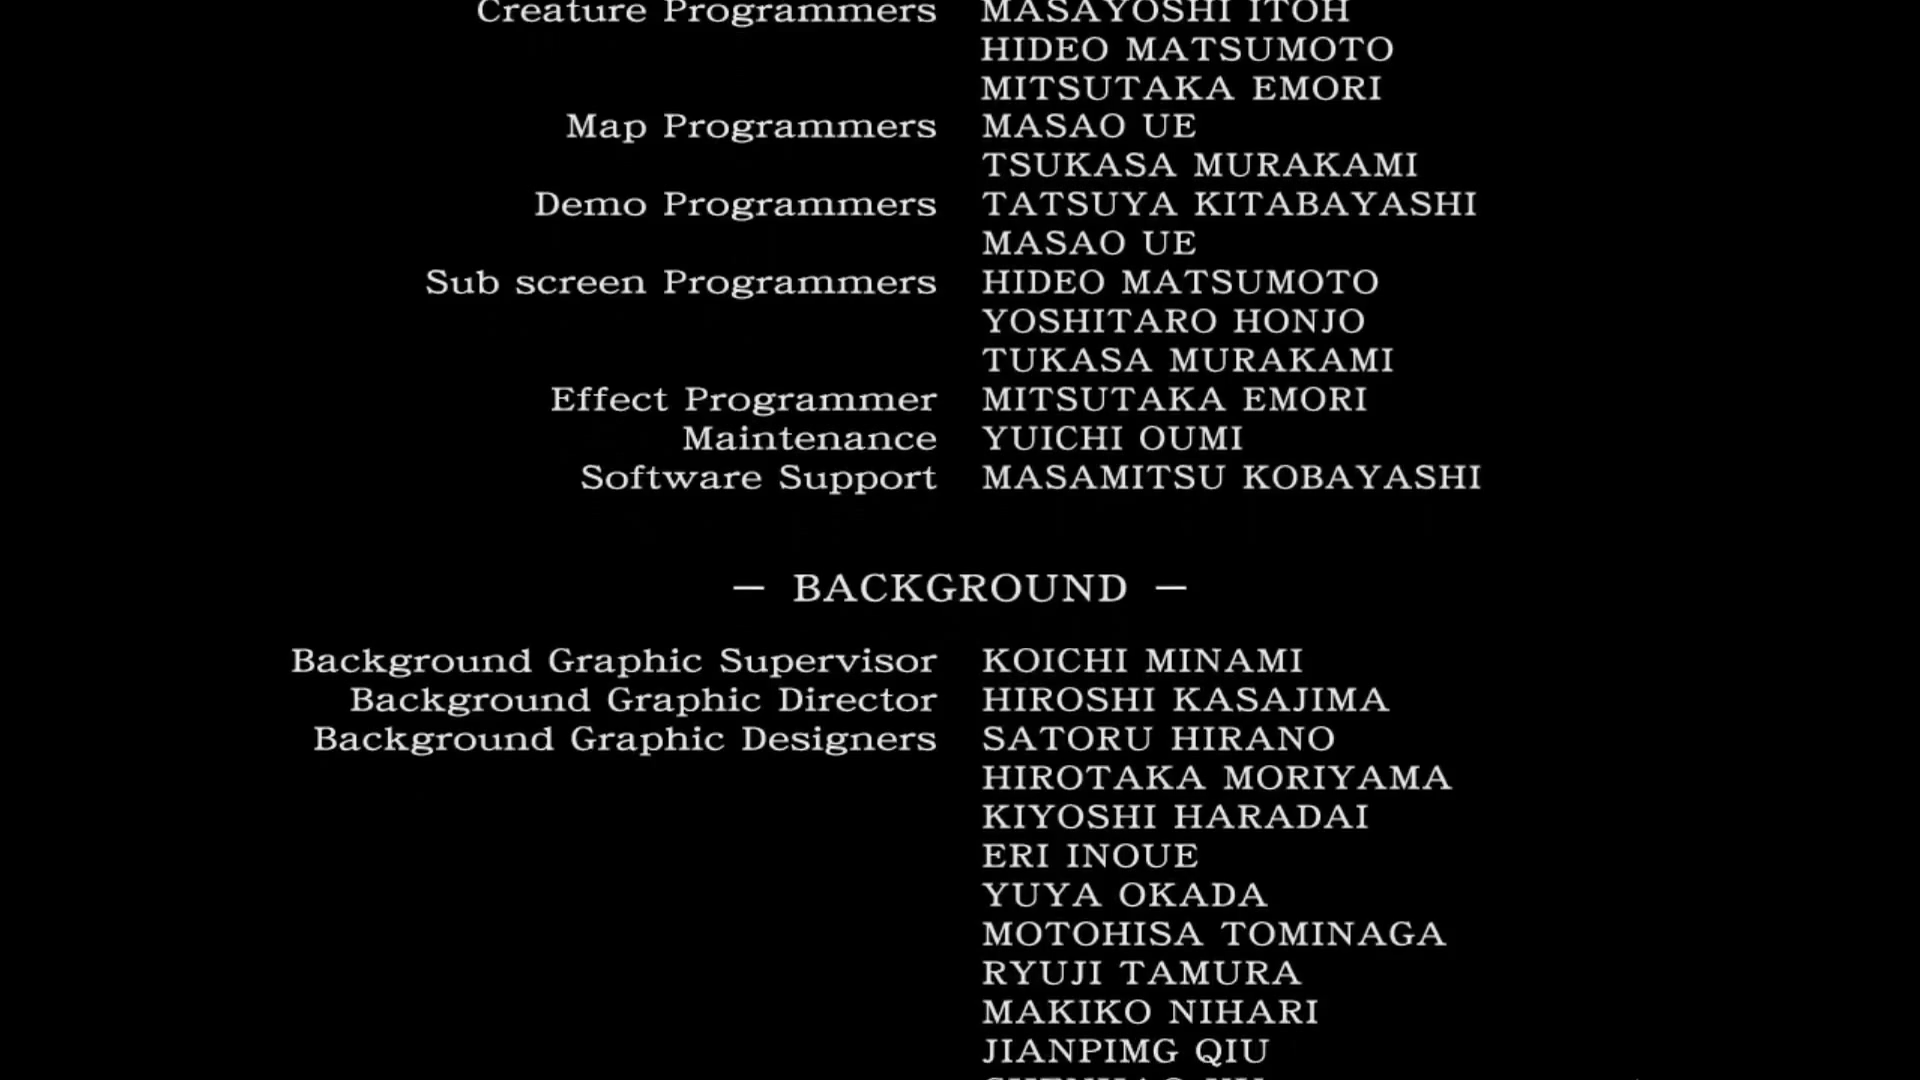 Creature Programmers MASAYOSHI ITOH
HIDEO MATSUMOTO
MITSUTAKA EMORI
Map Programmers MASAO UE
TSUKASA MURAKAMI
Demo Programmers TATSUYA KITABAYASHI
MASAO UE
Sub screen Programmers HIDEO MATSUMOTO
YOSHITARO HONJO
TUKASA MURAKAMI
Effect Programmer MITSUTAKA EMORI
Maintenance YUICHI OUMI
Software Support MASAMITSU KOBAYASHI
— BACKGROUND —
Background Graphic Supervisor KOICHI MINAMI
Background Graphic Director HIROSHI KASAJIMA
Background Graphic Designers SATORU HIRANO
HIROTAKA MORIYAMA
KIYOSHI HARADAI
ERI INOUE
YUYA OKADA
MOTOHISA TOMINAGA
RYUJI TAMURA
MAKIKO NIHARI
JIANPIMG QIU